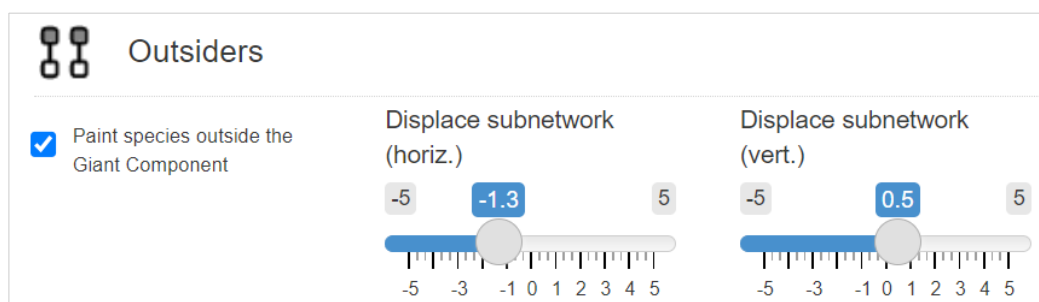 Outsiders
Paint species outside the
Giant Component
Displace subnetwork
(horiz.)
-5 -1.3 5
-5 -3 -1 0 1 2 3 4 5
Displace subnetwork
(vert.)
-5 0.5 5
-5 -3 -1 0 1 2 3 4 5